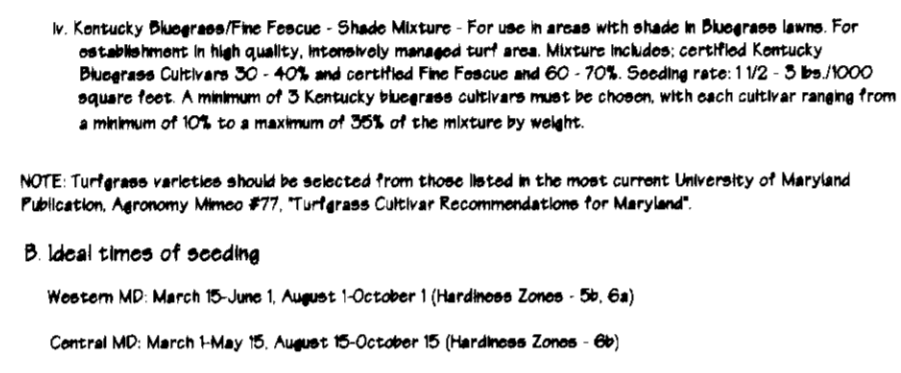 iv. Kentucky Bluegrass/Fine Fescue - Shade Mixture - For use in areas with shade in Bluegrass lawns. For
establishment in high quality, intensively managed turf area. Mixture includes; certified Kentucky
Bluegrass Cultivars 30 - 40% and certified Fine Fescue and 60 - 70%. Seeding rate: 1 1/2 - 3 lbs./1000
square feet. A minimum of 3 Kentucky bluegrass cultivars must be chosen, with each cultivar ranging from
a minimum of 10% to a maximum of 35% of the mixture by weight.
NOTE: Turfgrass varieties should be selected from those listed in the most current University of Maryland
Publication, Agronomy Mimeo #77, "Turfgrass Cultivar Recommendations for Maryland".
B. Ideal times of seeding
Western MD: March 15-June 1, August 1-October 1 (Hardiness Zones - 5b, 6a)
Central MD: March 1-May 15, August 15-October 15 (Hardiness Zones - 6b)